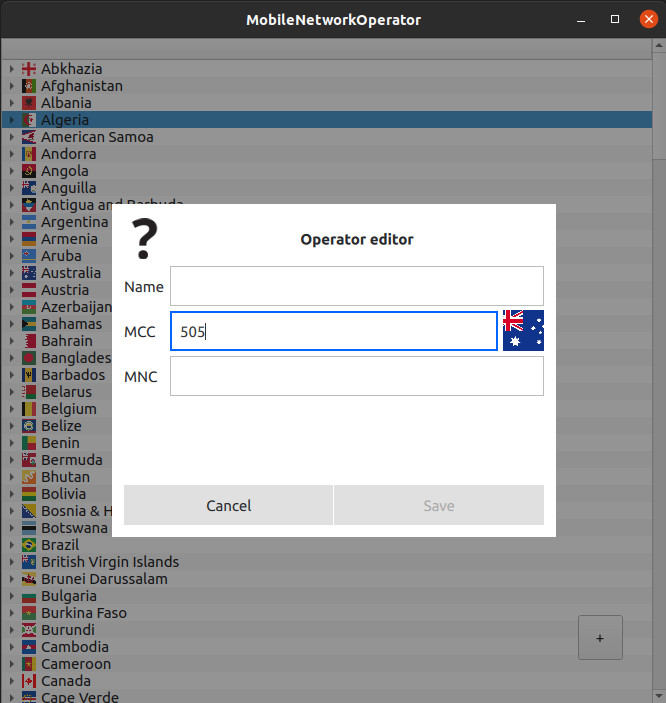 MobileNetworkOperator
Abkhazia
Afghanistan
Albania
Algeria
American Samoa
Andorra
Angola
Anguilla
Antigua and Barbuda
Argentina
Armenia
Aruba
Australia
Austria
Azerbaijan
Bahamas
Bahrain
Banglades
Barbados
Belarus
Belgium
Belize
Benin
Bermuda
Bhutan
Bolivia
Bosnia & H
Botswana
Brazil
British Virgin Islands
Brunei Darussalam
Bulgaria
Burkina Faso
Burundi
Cambodia
Cameroon
Canada
Cape Verde
?
Operator editor
Name
MCC 505
MNC
Cancel Save
+